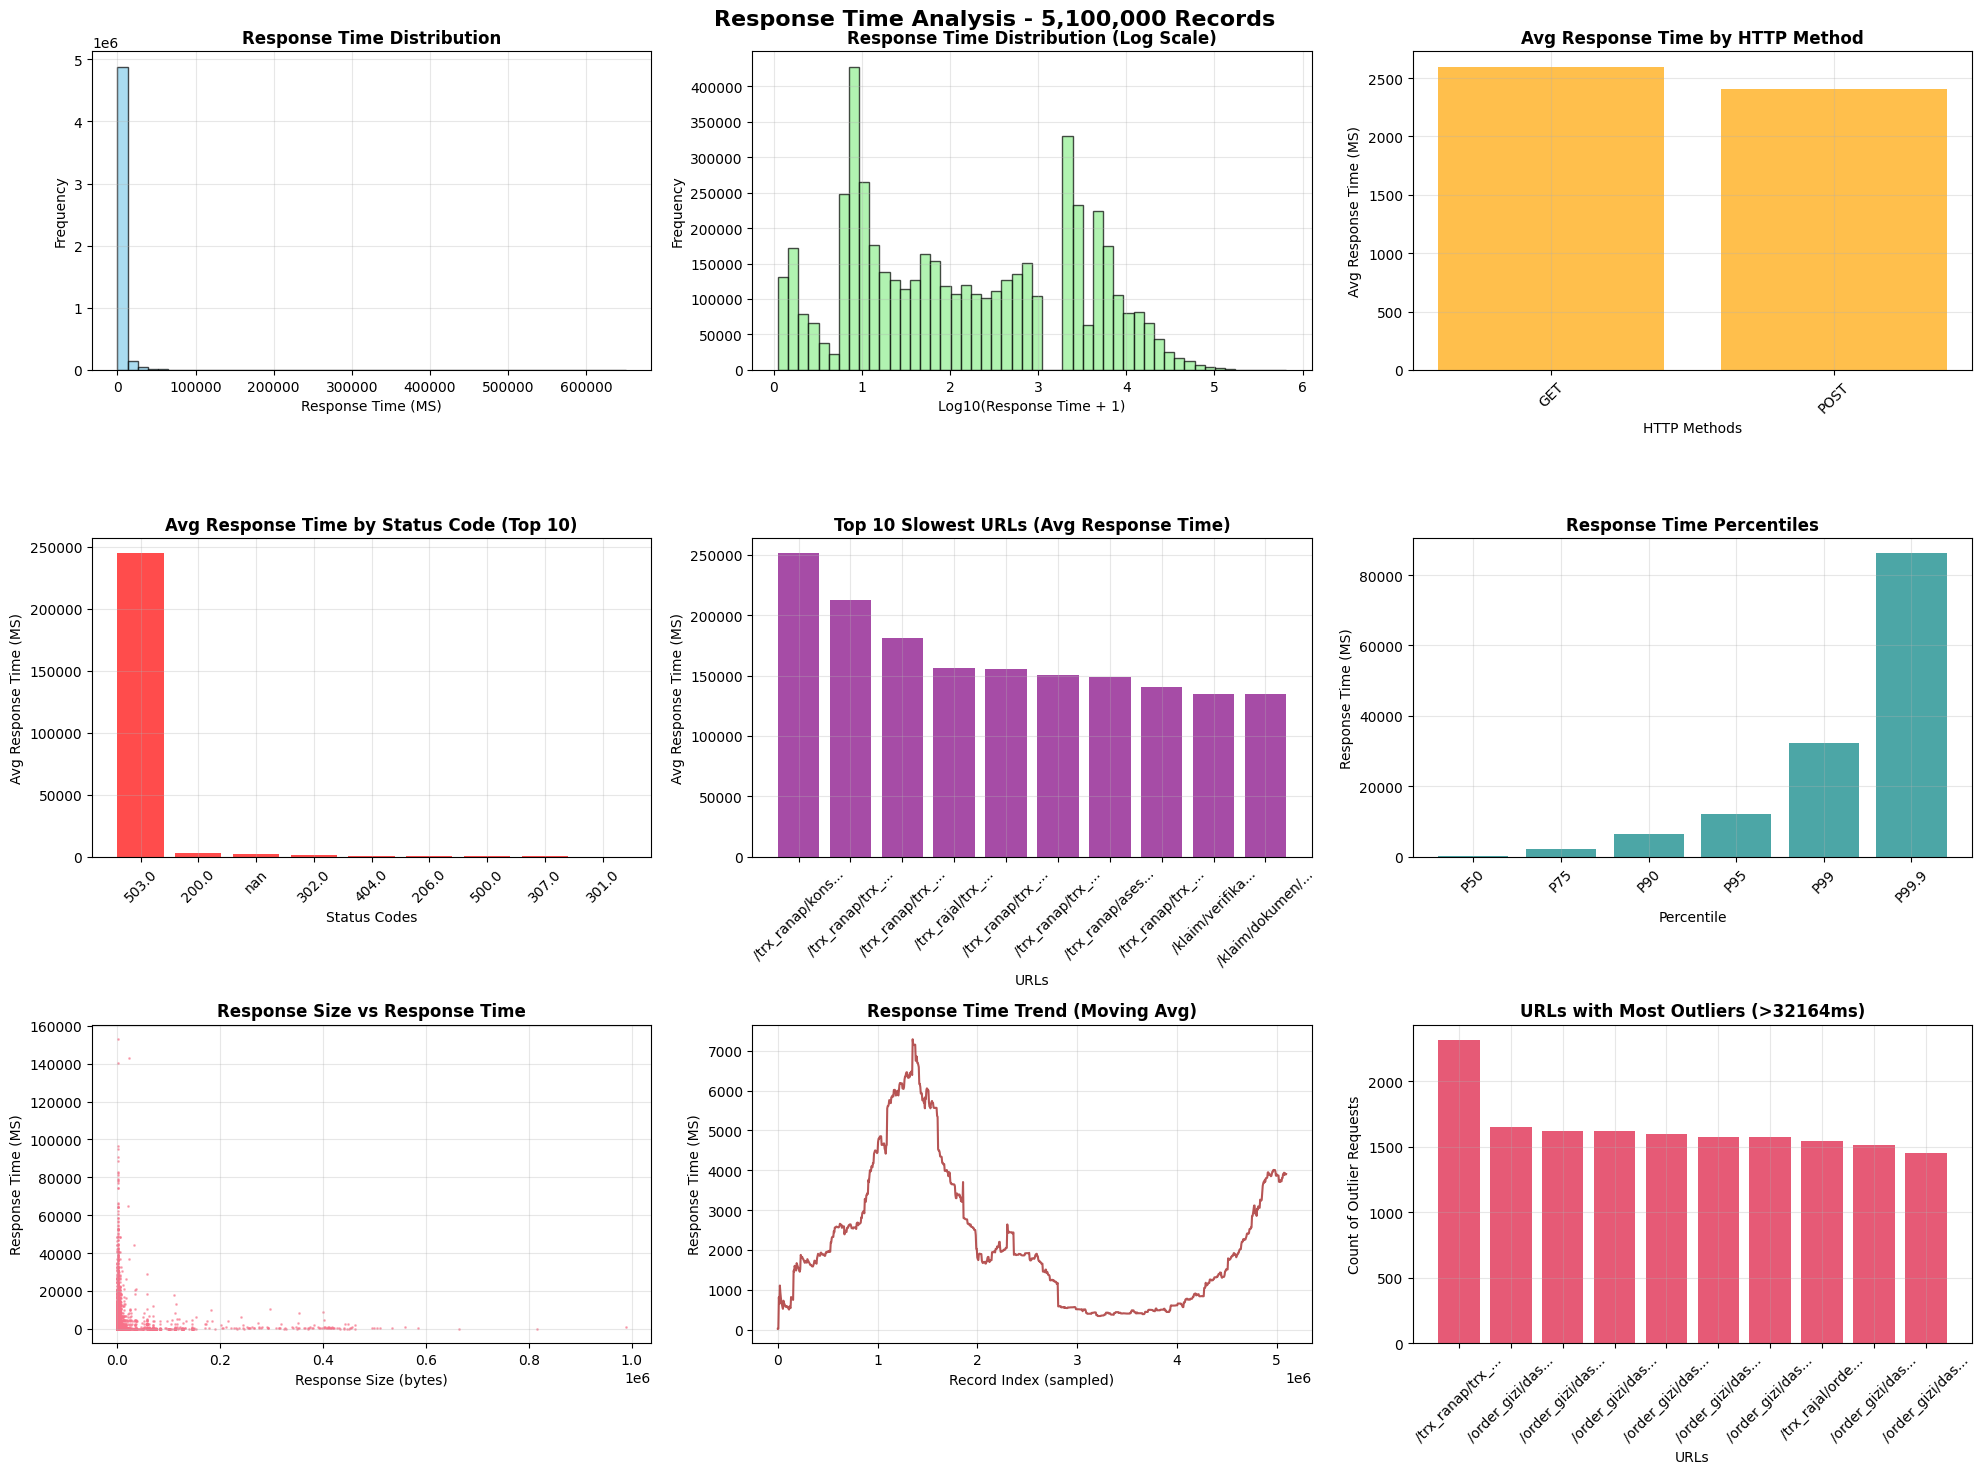 Response Time Analysis - 5,100,000 Records
Response Time Distribution
1e6
5
4
3
2
1
0
Frequency
0 100000 200000 300000 400000 500000 600000
Response Time (MS)
Response Time Distribution (Log Scale)
400000
350000
300000
250000
200000
150000
100000
50000
0
Frequency
0 1 2 3 4 5 6
Log10(Response Time + 1)
Avg Response Time by HTTP Method
2500
2000
1500
1000
500
0
Avg Response Time (MS)
GET POST
HTTP Methods
Avg Response Time by Status Code (Top 10)
250000
200000
150000
100000
50000
0
Avg Response Time (MS)
503.0 200.0 nan 302.0 404.0 206.0 500.0 307.0 301.0
Status Codes
Top 10 Slowest URLs (Avg Response Time)
250000
200000
150000
100000
50000
0
Avg Response Time (MS)
/trx_ranap/kons...
/trx_ranap/trx_...
/trx_ranap/trx_...
/trx_rajal/trx_...
/trx_ranap/trx_...
/trx_ranap/trx_...
/trx_ranap/ases...
/trx_ranap/trx_...
/klaim/verifika...
/klaim/dokumen/...
URLs
Response Time Percentiles
80000
60000
40000
20000
0
Response Time (MS)
P50 P75 P90 P95 P99 P99.9
Percentile
Response Size vs Response Time
160000
140000
120000
100000
80000
60000
40000
20000
0
Response Time (MS)
0.0 0.2 0.4 0.6 0.8 1.0
1e6
Response Size (bytes)
Response Time Trend (Moving Avg)
7000
6000
5000
4000
3000
2000
1000
0
Response Time (MS)
0 1 2 3 4 5
1e6
Record Index (sampled)
URLs with Most Outliers (>32164ms)
2000
1500
1000
500
0
Count of Outlier Requests
/trx_ranap/trx_...
/order_gizi/das...
/order_gizi/das...
/order_gizi/das...
/order_gizi/das...
/order_gizi/das...
/order_gizi/das...
/trx_rajal/orde...
/order_gizi/das...
/order_gizi/das...
URLs